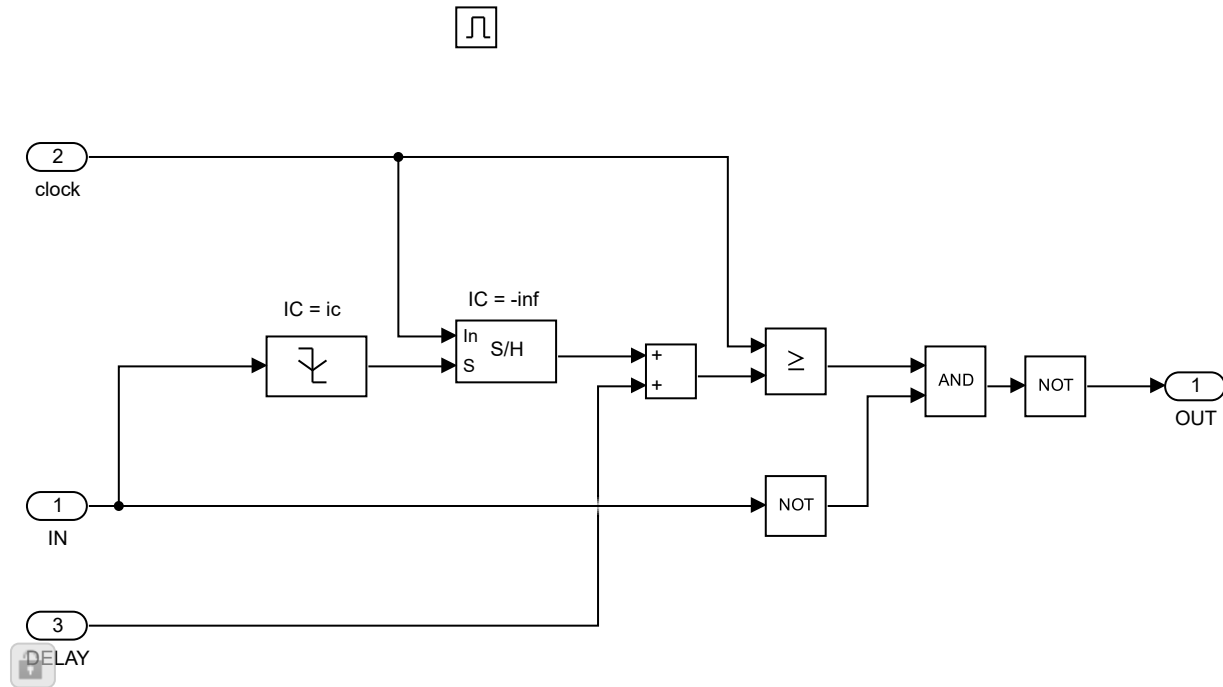 2
clock
IC = ic
IC = -inf
In
S/H
S
+
+
≥
AND
NOT
1
OUT
1
IN
NOT
3
DELAY